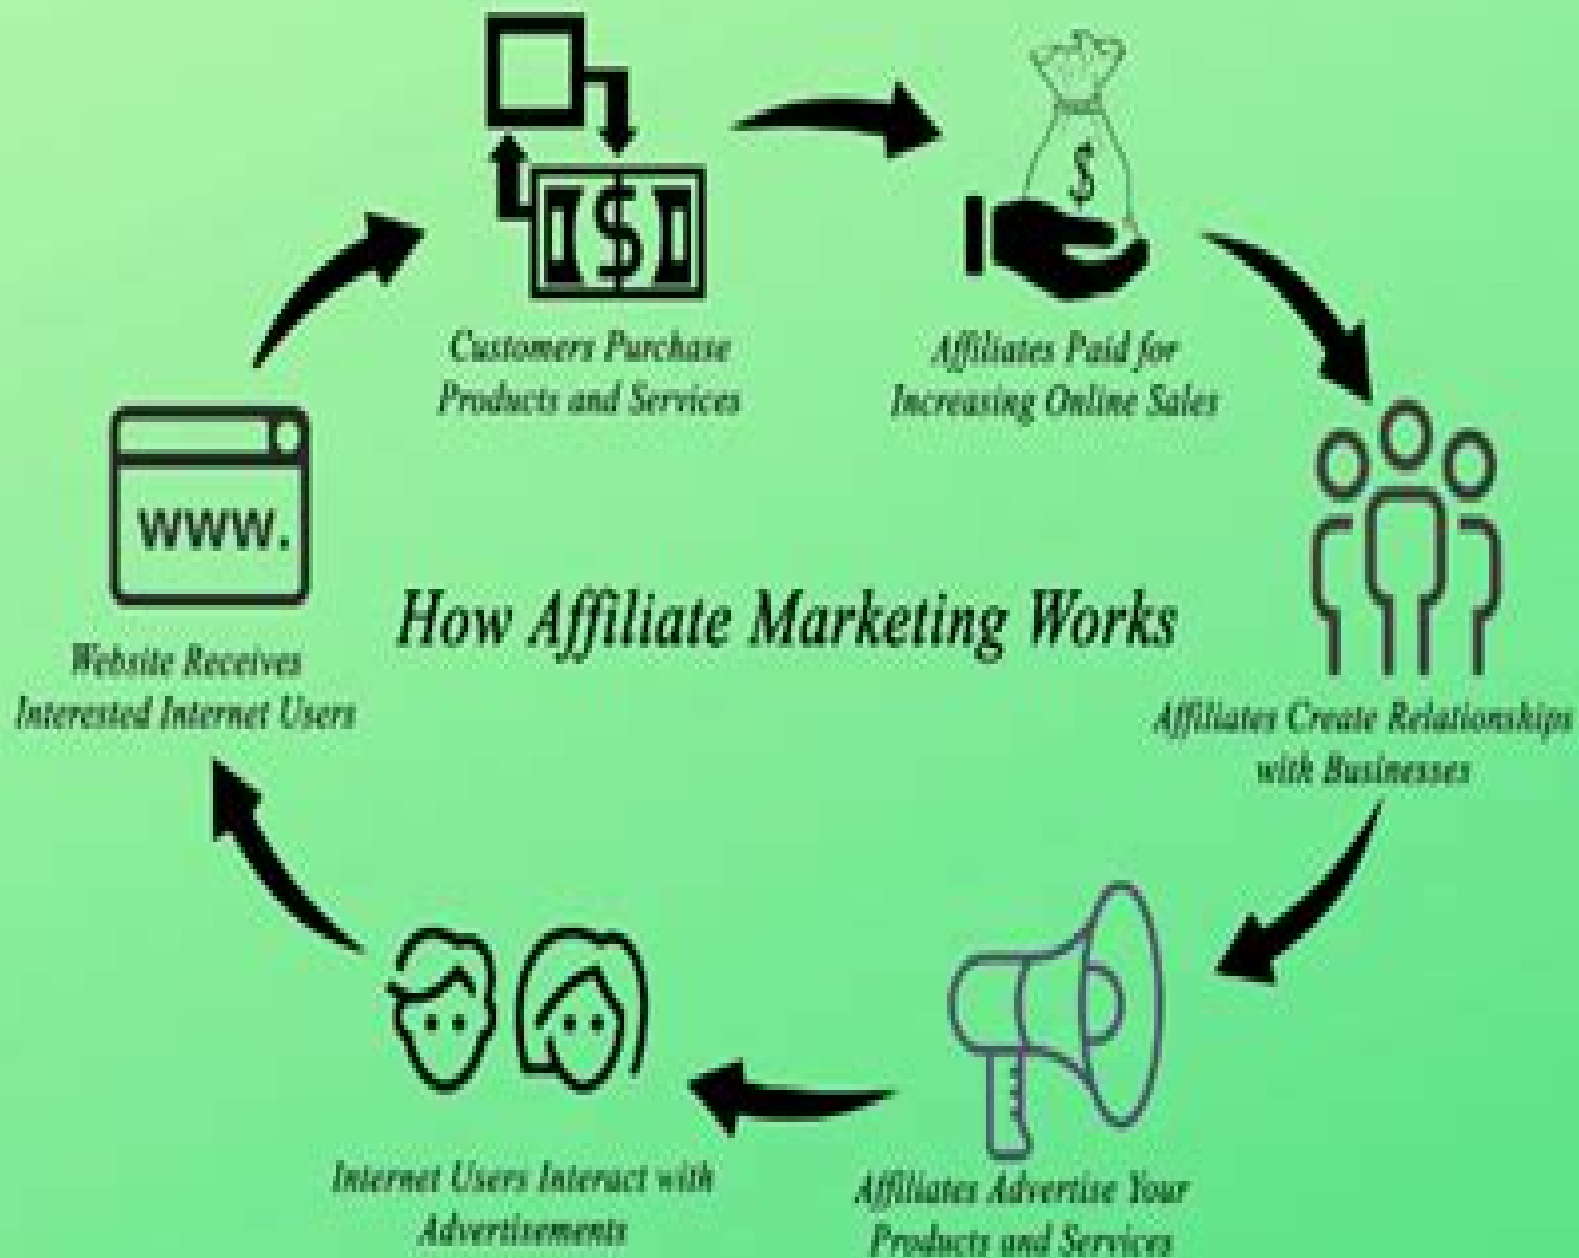 $
$
Customers Purchase
Products and Services
Affiliates Paid for
Increasing Online Sales
www.
How Affiliate Marketing Works
Website Receives
Interested Internet Users
Affiliates Create Relationships
with Businesses
Internet Users Interact with
Advertisements
Affiliates Advertise Your
Products and Services